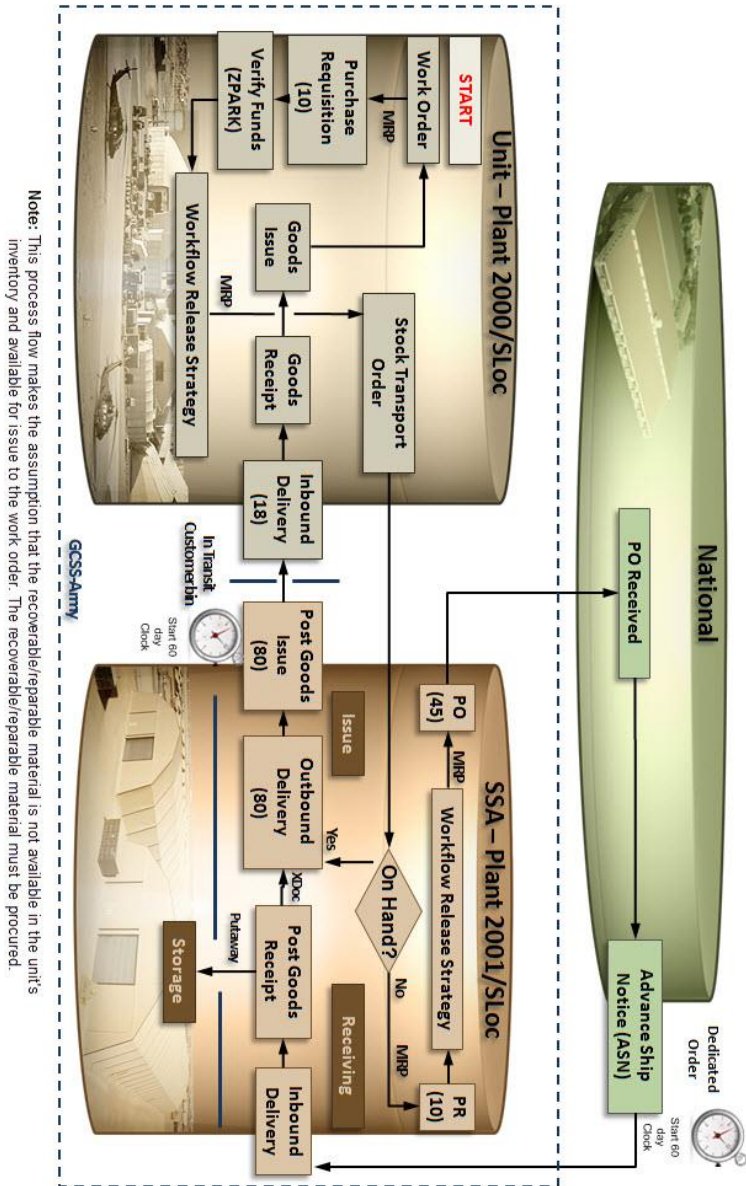 National
PO Received
Advance Ship
Notice (ASN)
Dedicated
Order
Start 60
day
Clock
Unit – Plant 2000/SLoc
START
Work Order
MRP
Purchase
Requisition
(10)
Verify Funds
(ZPARK)
Workflow Release Strategy
MRP
Stock Transport
Order
Goods
Issue
Goods
Receipt
Inbound
Delivery
(18)
In Transit
Customer bin
Start 60
day
Clock
SSA – Plant 2001/SLoc
PO
(45)
MRP
Workflow Release Strategy
PR
(10)
MRP
No
On Hand?
Yes
Issue
Receiving
Post Goods
Issue
(80)
Outbound
Delivery
(80)
XDoc
Post Goods
Receipt
Inbound
Delivery
Putaway
Storage
GCSS-Army
Note: This process flow makes the assumption that the recoverable/reparable material is not available in the unit's
inventory and available for issue to the work order. The recoverable/reparable material must be procured.